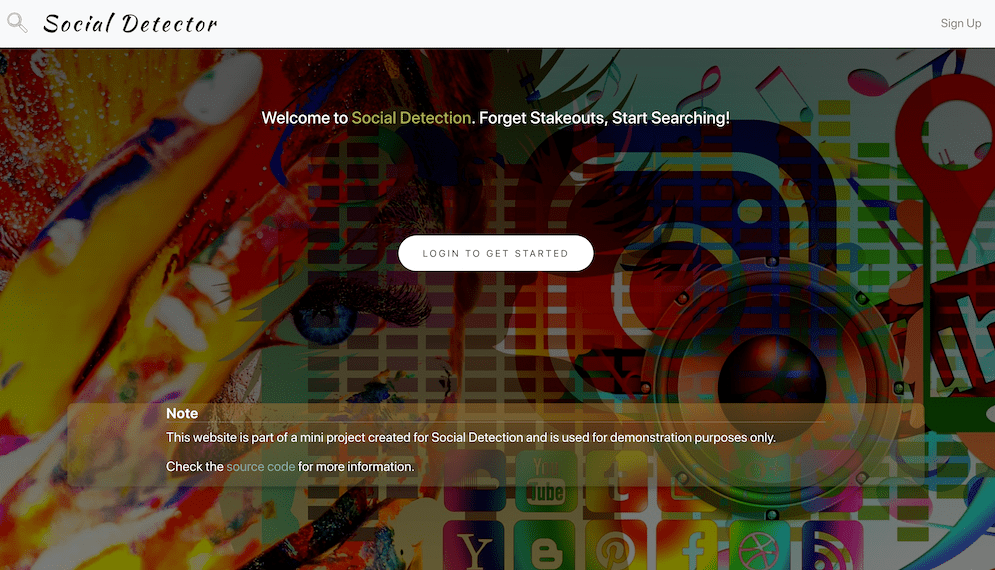 Social Detector
Sign Up
Welcome to Social Detection. Forget Stakeouts, Start Searching!
LOGIN TO GET STARTED
Note
This website is part of a mini project created for Social Detection and is used for demonstration purposes only.
Check the source code for more information.
You
Tube